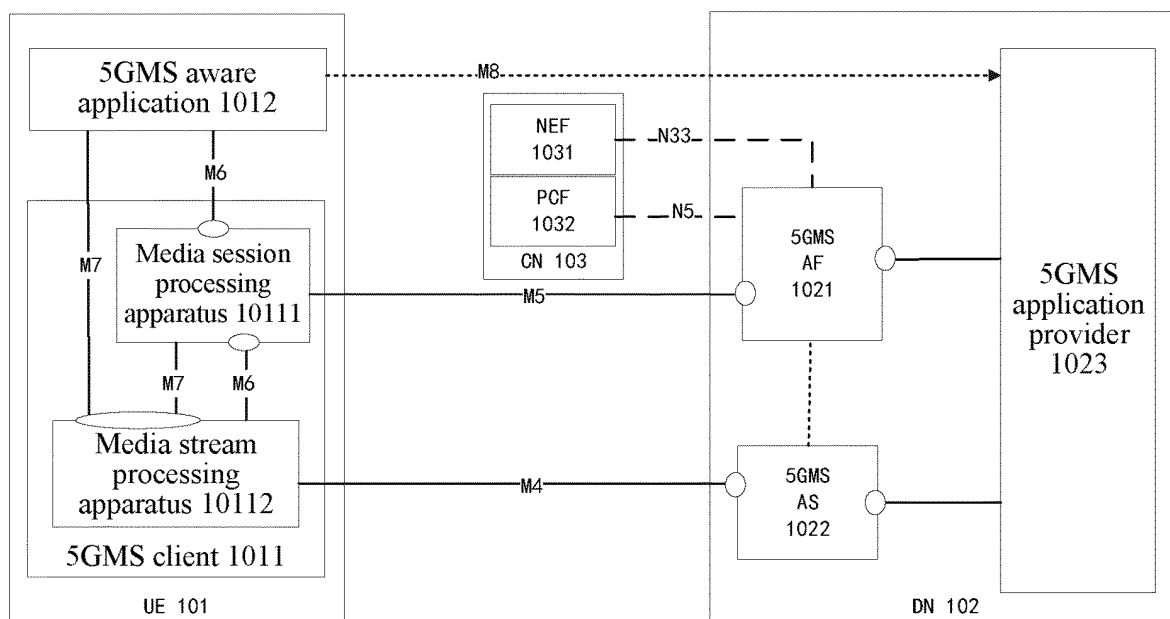 5GMS aware
application 1012
M8
NEF
1031
N33
M6
PCF
1032
N5
CN 103
Media session
processing
apparatus 10111
M7
5GMS
AF
1021
5GMS
application
provider
1023
M5
M7
M6
Media stream
processing
apparatus 10112
M4
5GMS
AS
1022
5GMS client 1011
UE 101
DN 102